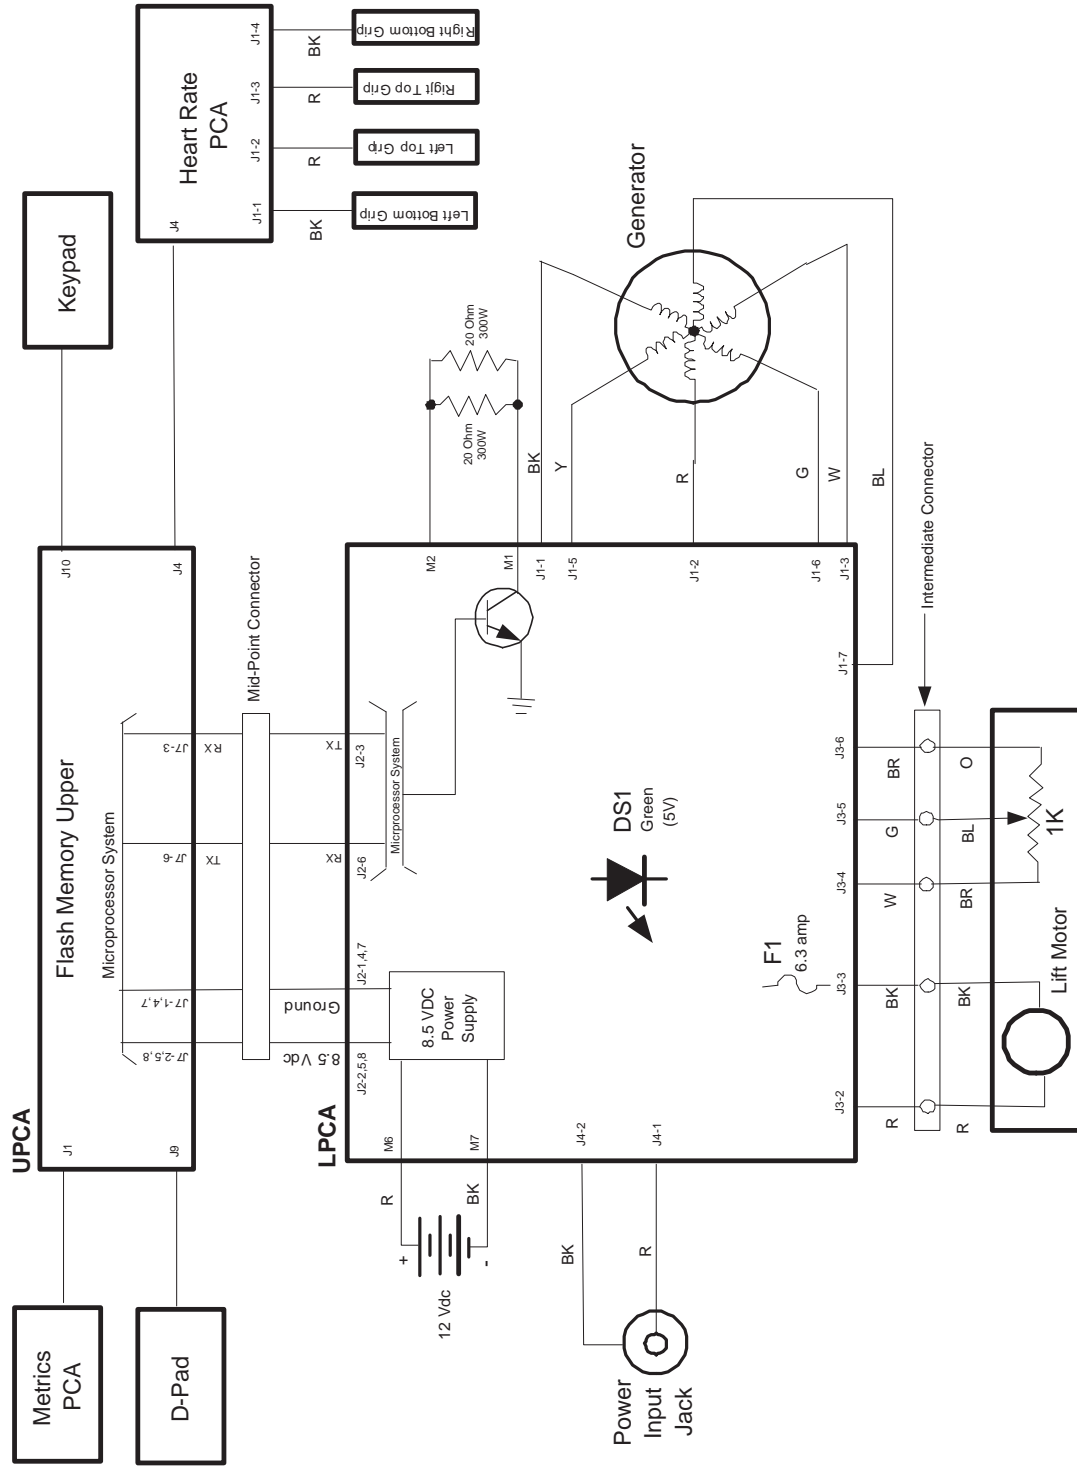 UPCA
Metrics
PCA
D-Pad
J1
J9
Flash Memory Upper
Microprocessor System
J7-2,5,8
J7-1,4,7
J7-6
J7-3
TX
RX
J10
J4
Keypad
Heart Rate
PCA
J4
J1-1
J1-2
J1-3
J1-4
BK
R
R
BK
Left Bottom Grip
Left Top Grip
Rigjt Top Grip
Right Bottom Grip
Mid-Point Connector
8.5 Vdc
Ground
RX
TX
LPCA
J2-2,5,8
J2-1,4,7
J2-6
J2-3
Micrprocessor System
8.5 VDC
Power
Supply
M6
M7
R
BK
+
-
12 Vdc
J4-2
J4-1
BK
R
Power
Input
Jack
M2
M1
20 Ohm
300W
20 Ohm
300W
J1-1
J1-5
J1-2
J1-6
J1-3
J1-7
BK
Y
R
G
W
BL
Generator
DS1
Green
(5V)
F1
6.3 amp
J3-2
J3-3
J3-4
J3-5
J3-6
R
BK
W
G
BR
Intermediate Connector
R
BK
BR
BL
O
Lift Motor
1K